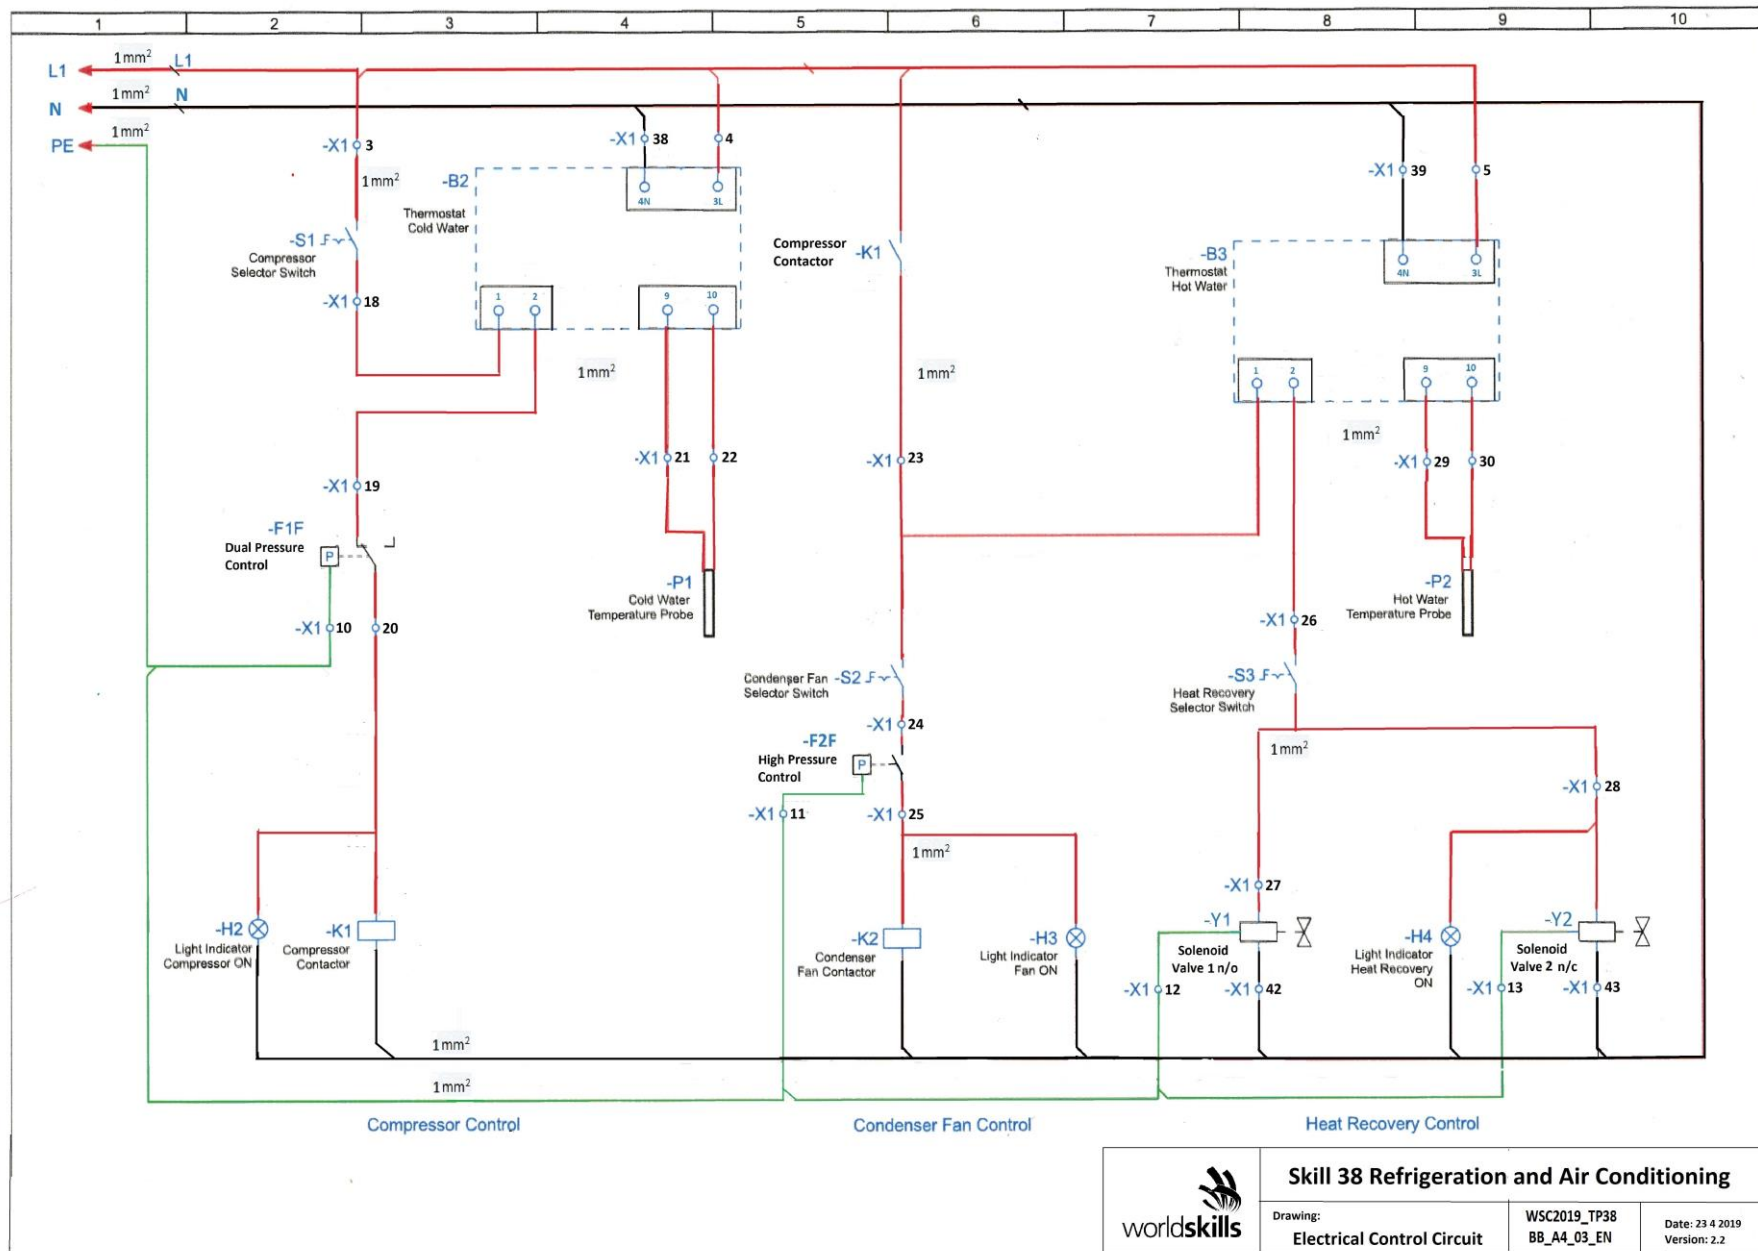 1 2 3 4 5 6 7 8 9 10
L1 1mm² L1
N 1mm² N
PE 1mm²
-X1 3
1mm²
-S1
Compressor
Selector Switch
-X1 18
-X1 19
-F1F
Dual Pressure
Control
P
-X1 10
20
-H2
Light Indicator
Compressor ON
-K1
Compressor
Contactor
-X1 38
4
-B2
Thermostat
Cold Water
4N 3L
1 2
9 10
1mm²
-X1 21
22
-P1
Cold Water
Temperature Probe
Compressor
Contactor
-K1
1mm²
-X1 23
Condenser Fan
Selector Switch
-S2
-X1 24
-F2F
High Pressure
Control
P
-X1 11
-X1 25
1mm²
-K2
Condenser
Fan Contactor
-H3
Light Indicator
Fan ON
-X1 39
5
-B3
Thermostat
Hot Water
4N 3L
1 2
9 10
1mm²
-X1 29
30
-P2
Hot Water
Temperature Probe
-X1 26
-S3
Heat Recovery
Selector Switch
1mm²
-X1 28
-X1 27
-Y1
Solenoid
Valve 1 n/o
-X1 12
-X1 42
-H4
Light Indicator
Heat Recovery
ON
-Y2
Solenoid
Valve 2 n/c
-X1 13
-X1 43
1mm²
1mm²
Compressor Control
Condenser Fan Control
Heat Recovery Control
worldskills
Skill 38 Refrigeration and Air Conditioning
Drawing:
Electrical Control Circuit
WSC2019_TP38
BB_A4_03_EN
Date: 23 4 2019
Version: 2.2